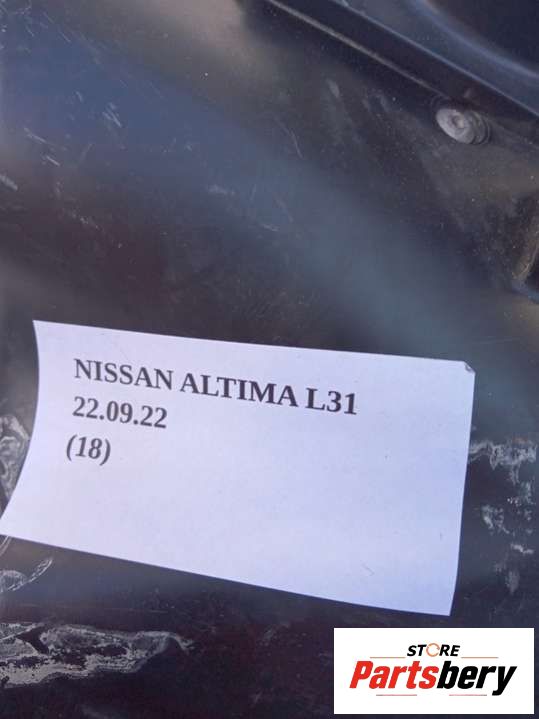 NISSAN ALTIMA L31
22.09.22
(18)
STORE
Partsbery